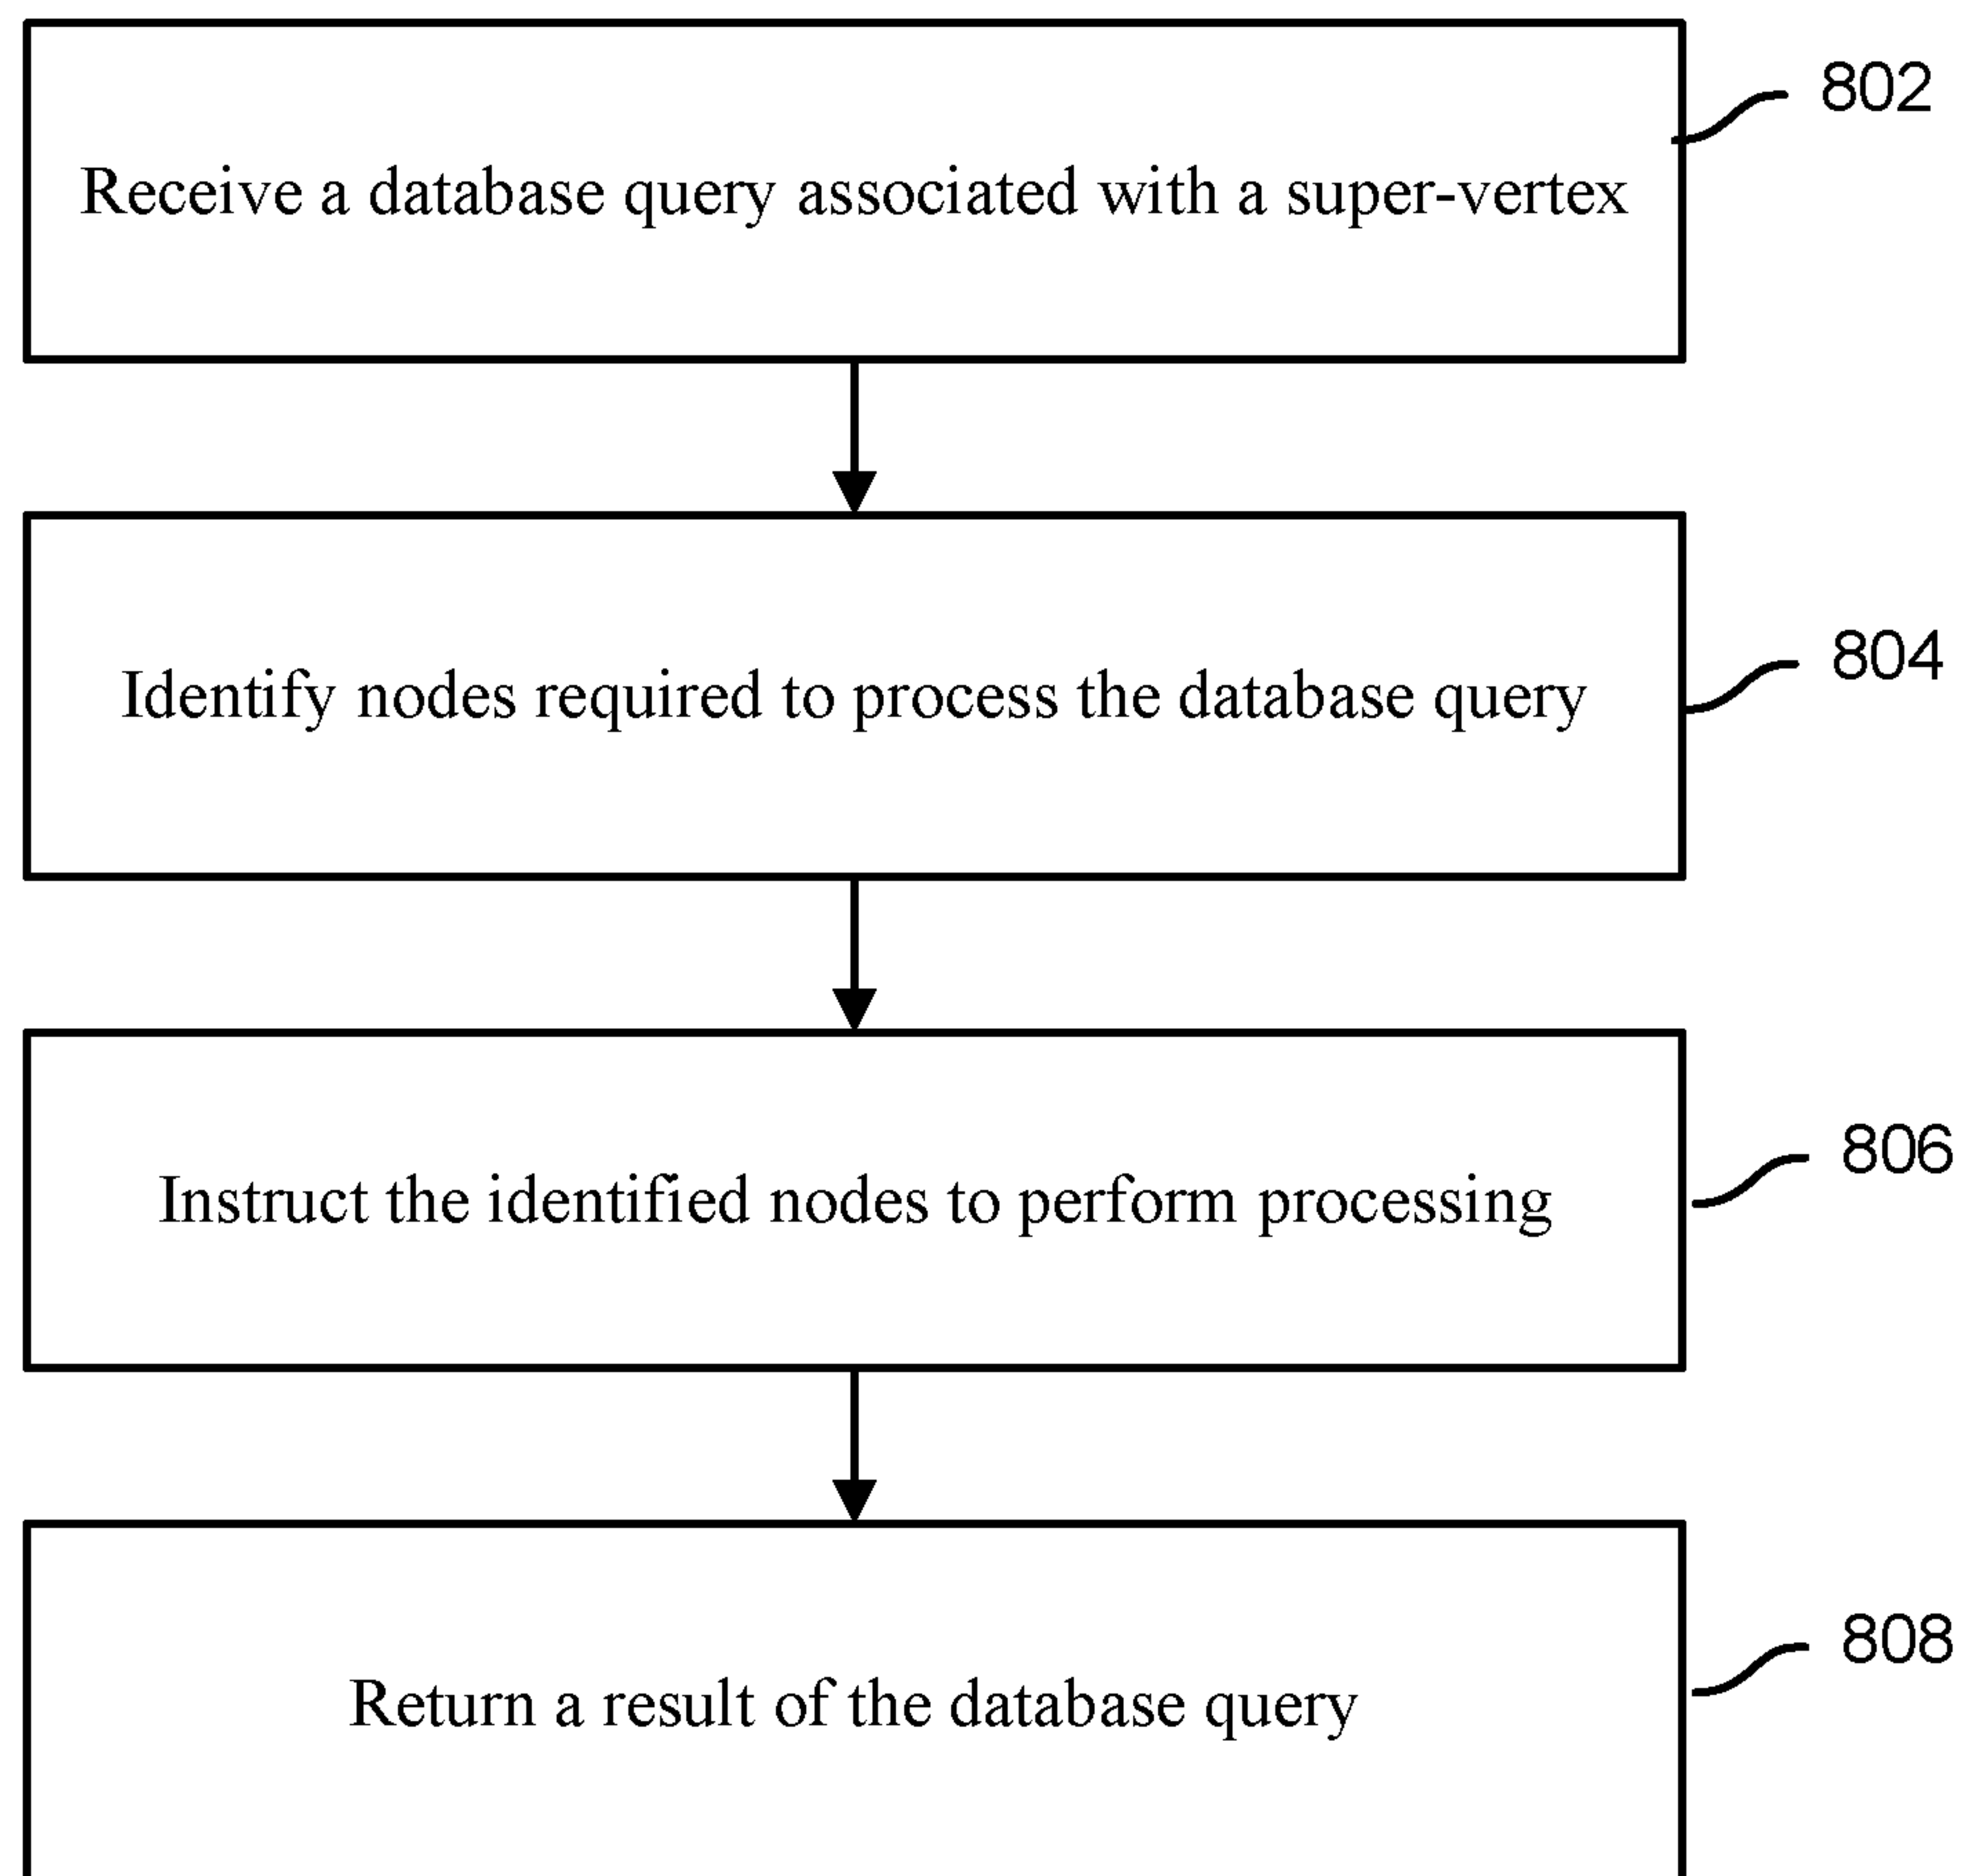 802
Receive a database query associated with a super-vertex
804
Identify nodes required to process the database query
806
Instruct the identified nodes to perform processing
808
Return a result of the database query